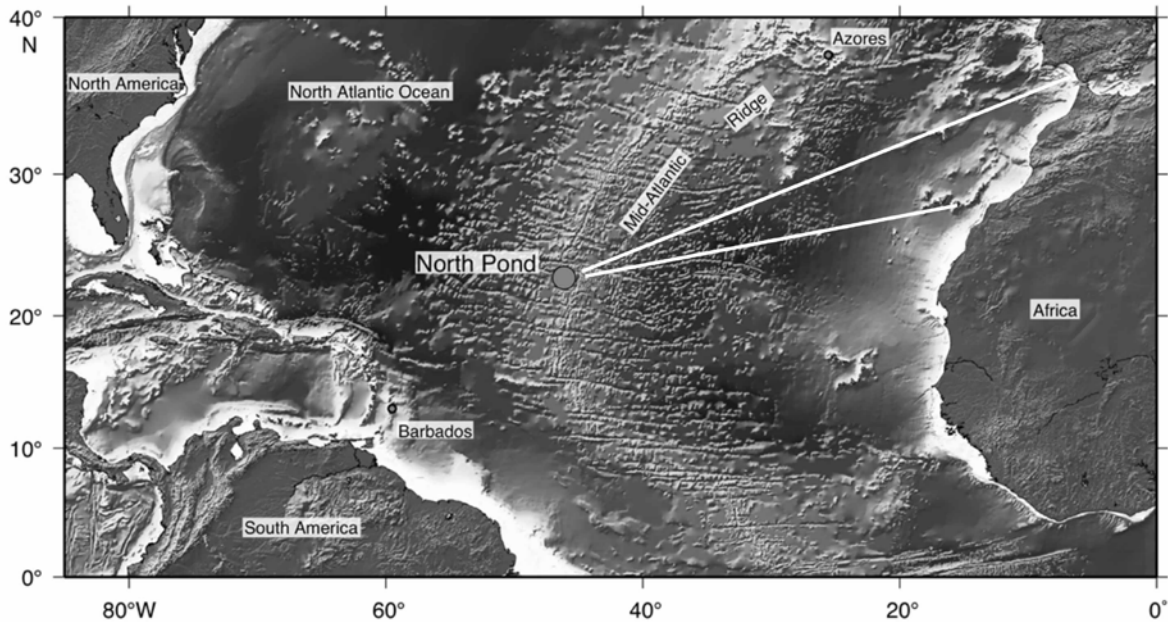 40°
N
North America
North Atlantic Ocean
Azores
Ridge
30°
Mid-Atlantic
North Pond
20°
Africa
10°
Barbados
South America
0°
80°W
60°
40°
20°
0°